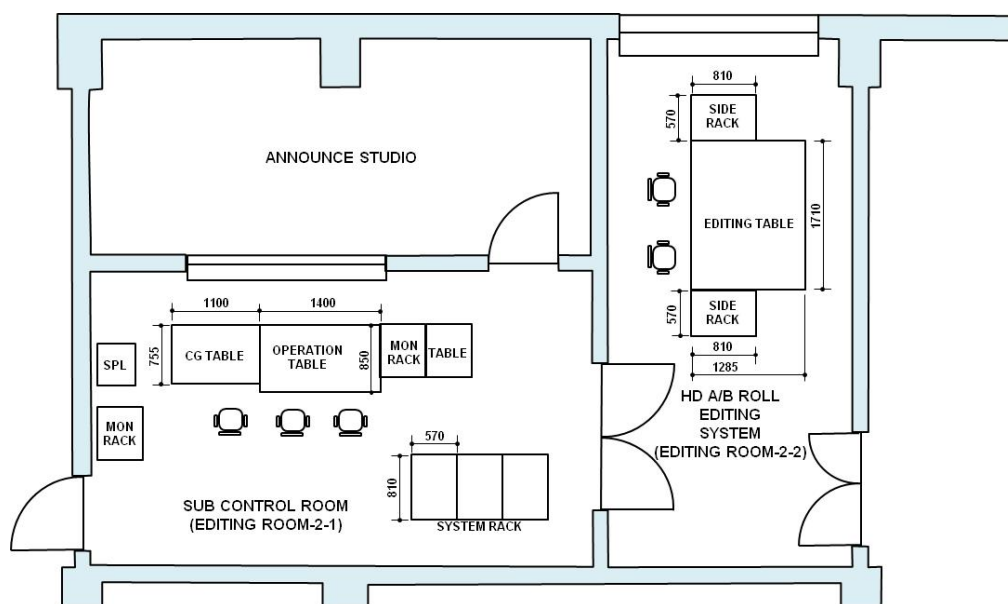 810
SIDE
RACK
570
ANNOUNCE STUDIO
EDITING TABLE
1710
570
SIDE
RACK
810
1285
HD A/B ROLL
EDITING
SYSTEM
(EDITING ROOM-2-2)
1100
1400
755
CG TABLE
OPERATION
TABLE
850
MON
RACK
TABLE
SPL
MON
RACK
570
810
SYSTEM RACK
SUB CONTROL ROOM
(EDITING ROOM-2-1)